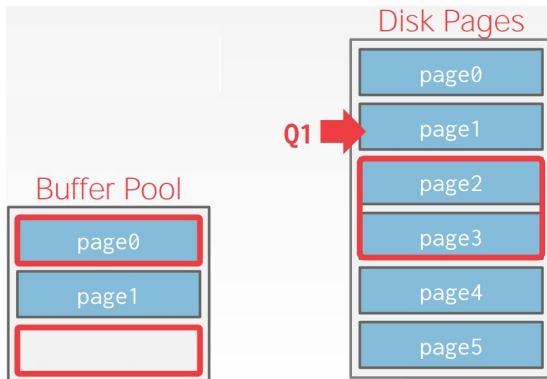 Disk Pages
page0
Q1
page1
page2
Buffer Pool
page3
page0
page1
page4
page5